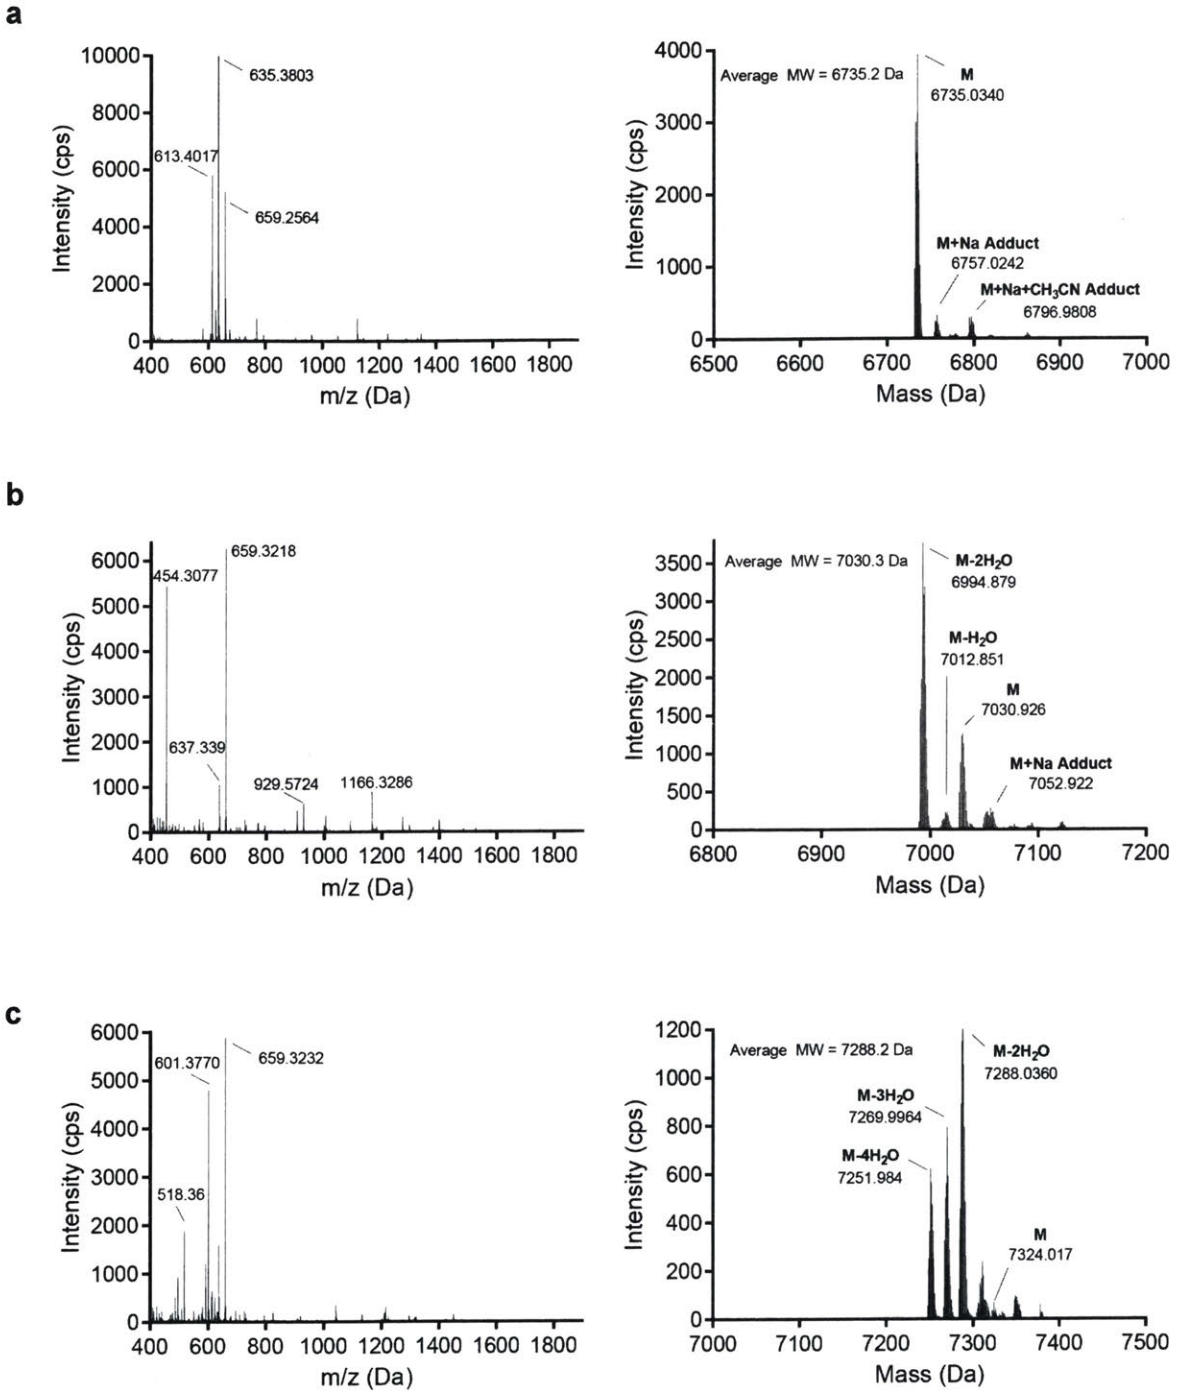 a
10000
8000
6000
4000
2000
0
Intensity (cps)
635.3803
613.4017
659.2564
400 600 800 1000 1200 1400 1600 1800
m/z (Da)
4000
3000
2000
1000
0
Intensity (cps)
Average MW = 6735.2 Da
M
6735.0340
M+Na Adduct
6757.0242
M+Na+CH₃CN Adduct
6796.9808
6500 6600 6700 6800 6900 7000
Mass (Da)
b
6000
5000
4000
3000
2000
1000
0
Intensity (cps)
659.3218
454.3077
637.339
929.5724
1166.3286
400 600 800 1000 1200 1400 1600 1800
m/z (Da)
3500
3000
2500
2000
1500
1000
500
0
Intensity (cps)
Average MW = 7030.3 Da
M-2H₂O
6994.879
M-H₂O
7012.851
M
7030.926
M+Na Adduct
7052.922
6800 6900 7000 7100 7200
Mass (Da)
c
6000
5000
4000
3000
2000
1000
0
Intensity (cps)
601.3770
659.3232
518.36
400 600 800 1000 1200 1400 1600 1800
m/z (Da)
1200
1000
800
600
400
200
0
Intensity (cps)
Average MW = 7288.2 Da
M-2H₂O
7288.0360
M-3H₂O
7269.9964
M-4H₂O
7251.984
M
7324.017
7000 7100 7200 7300 7400 7500
Mass (Da)